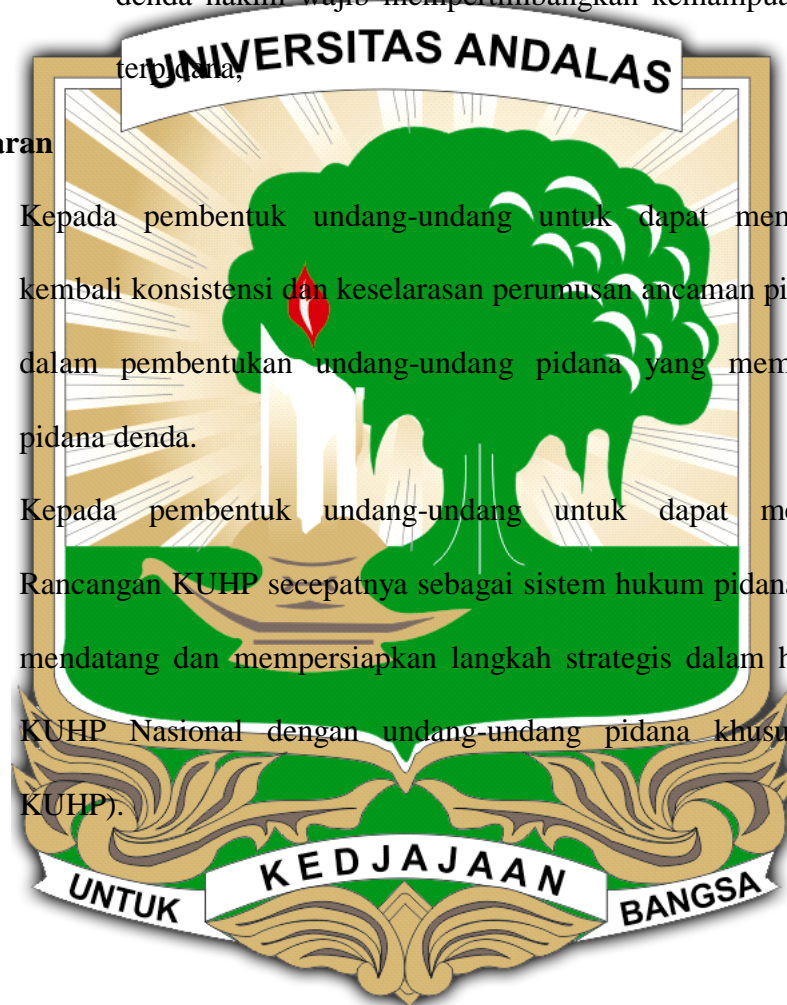 denda hakim wajib mempertimbangkan
UNIVERSITAS ANDALAS
terpidana,
aran
Kepada pembentuk undang-undang untuk dapat men
kembali konsistensi dan keselarasan perumusan ancaman pi
dalam pembentukan undang-undang pidana yang mem
pidana denda.
Kepada pembentuk undang-undang untuk dapat me
Rancangan KUHP secepatnya sebagai sistem hukum pidana
mendatang dan mempersiapkan langkah strategis dalam h
KUHP Nasional dengan undang-undang pidana khusu
KUHP).
KEDJAJAAN
UNTUK BANGSA